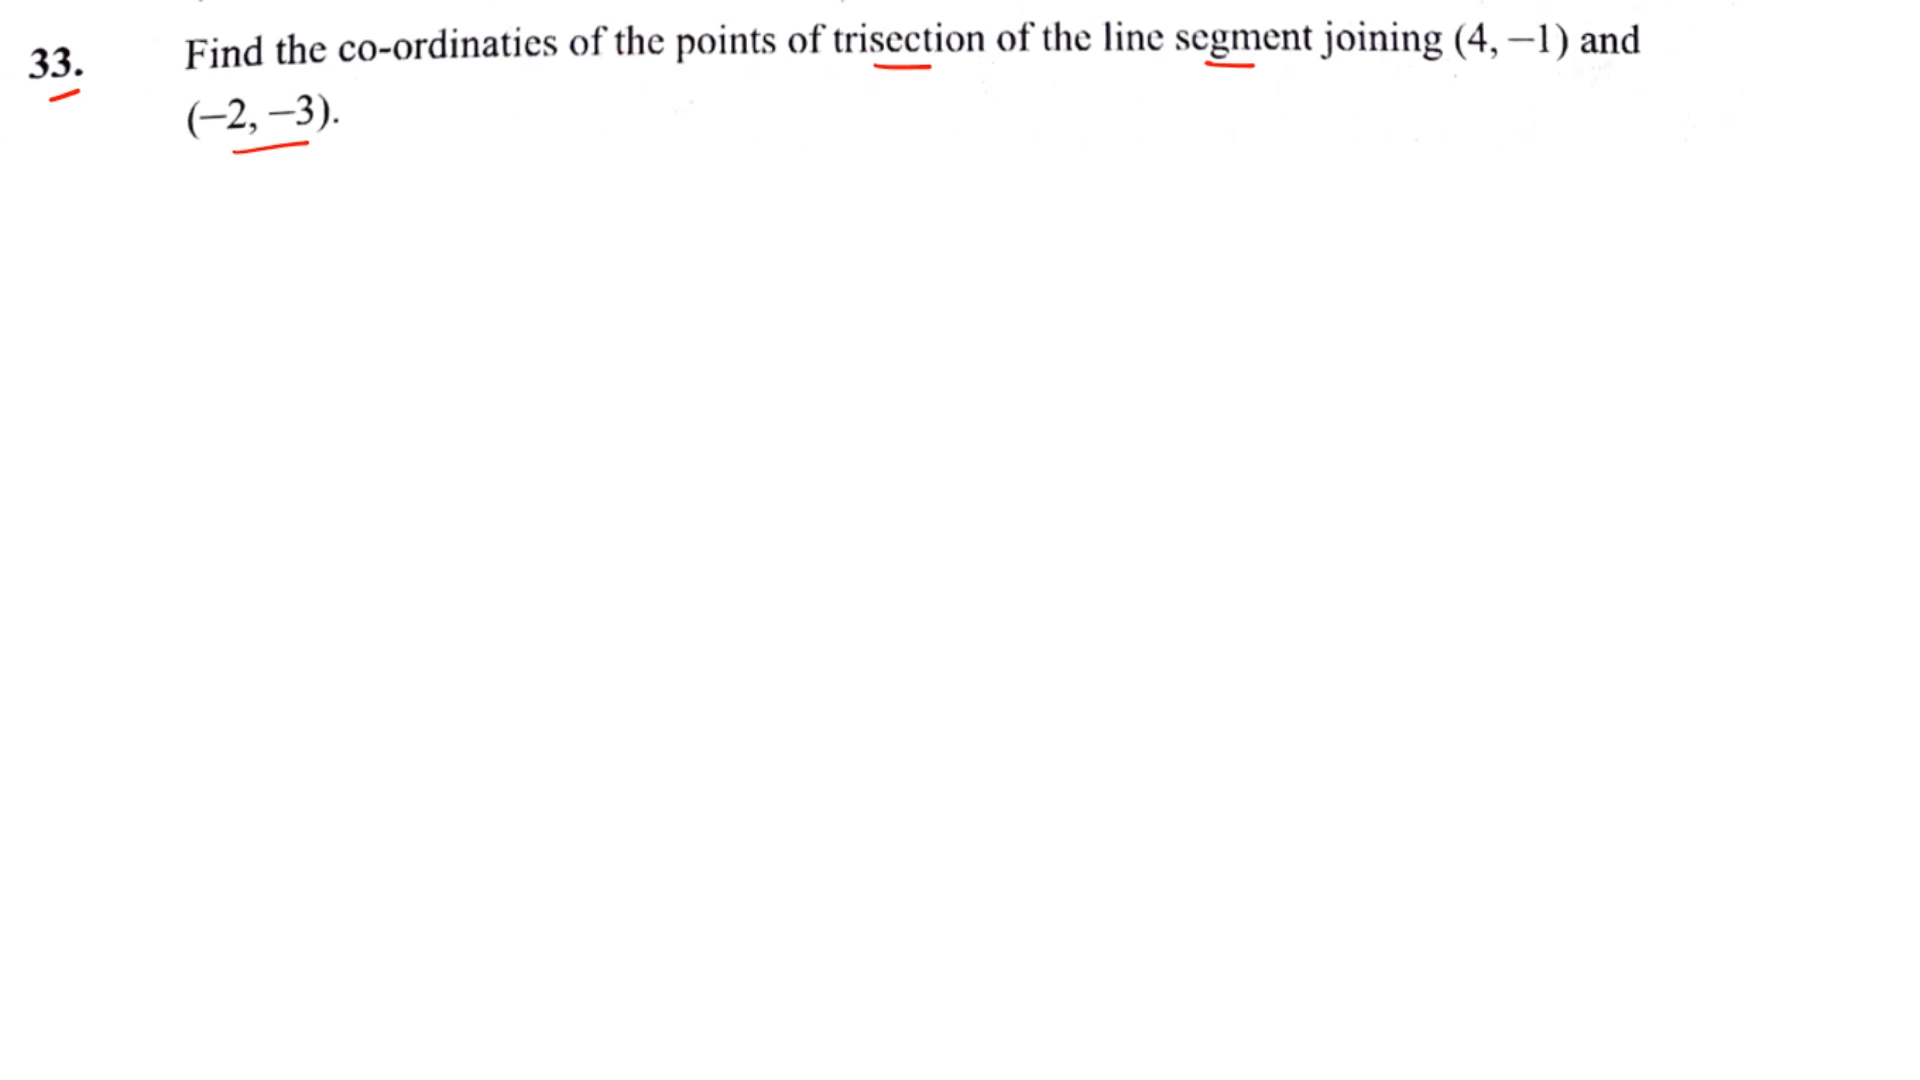 33. Find the co-ordinaties of the points of trisection of the line segment joining (4, –1) and
(–2, –3).